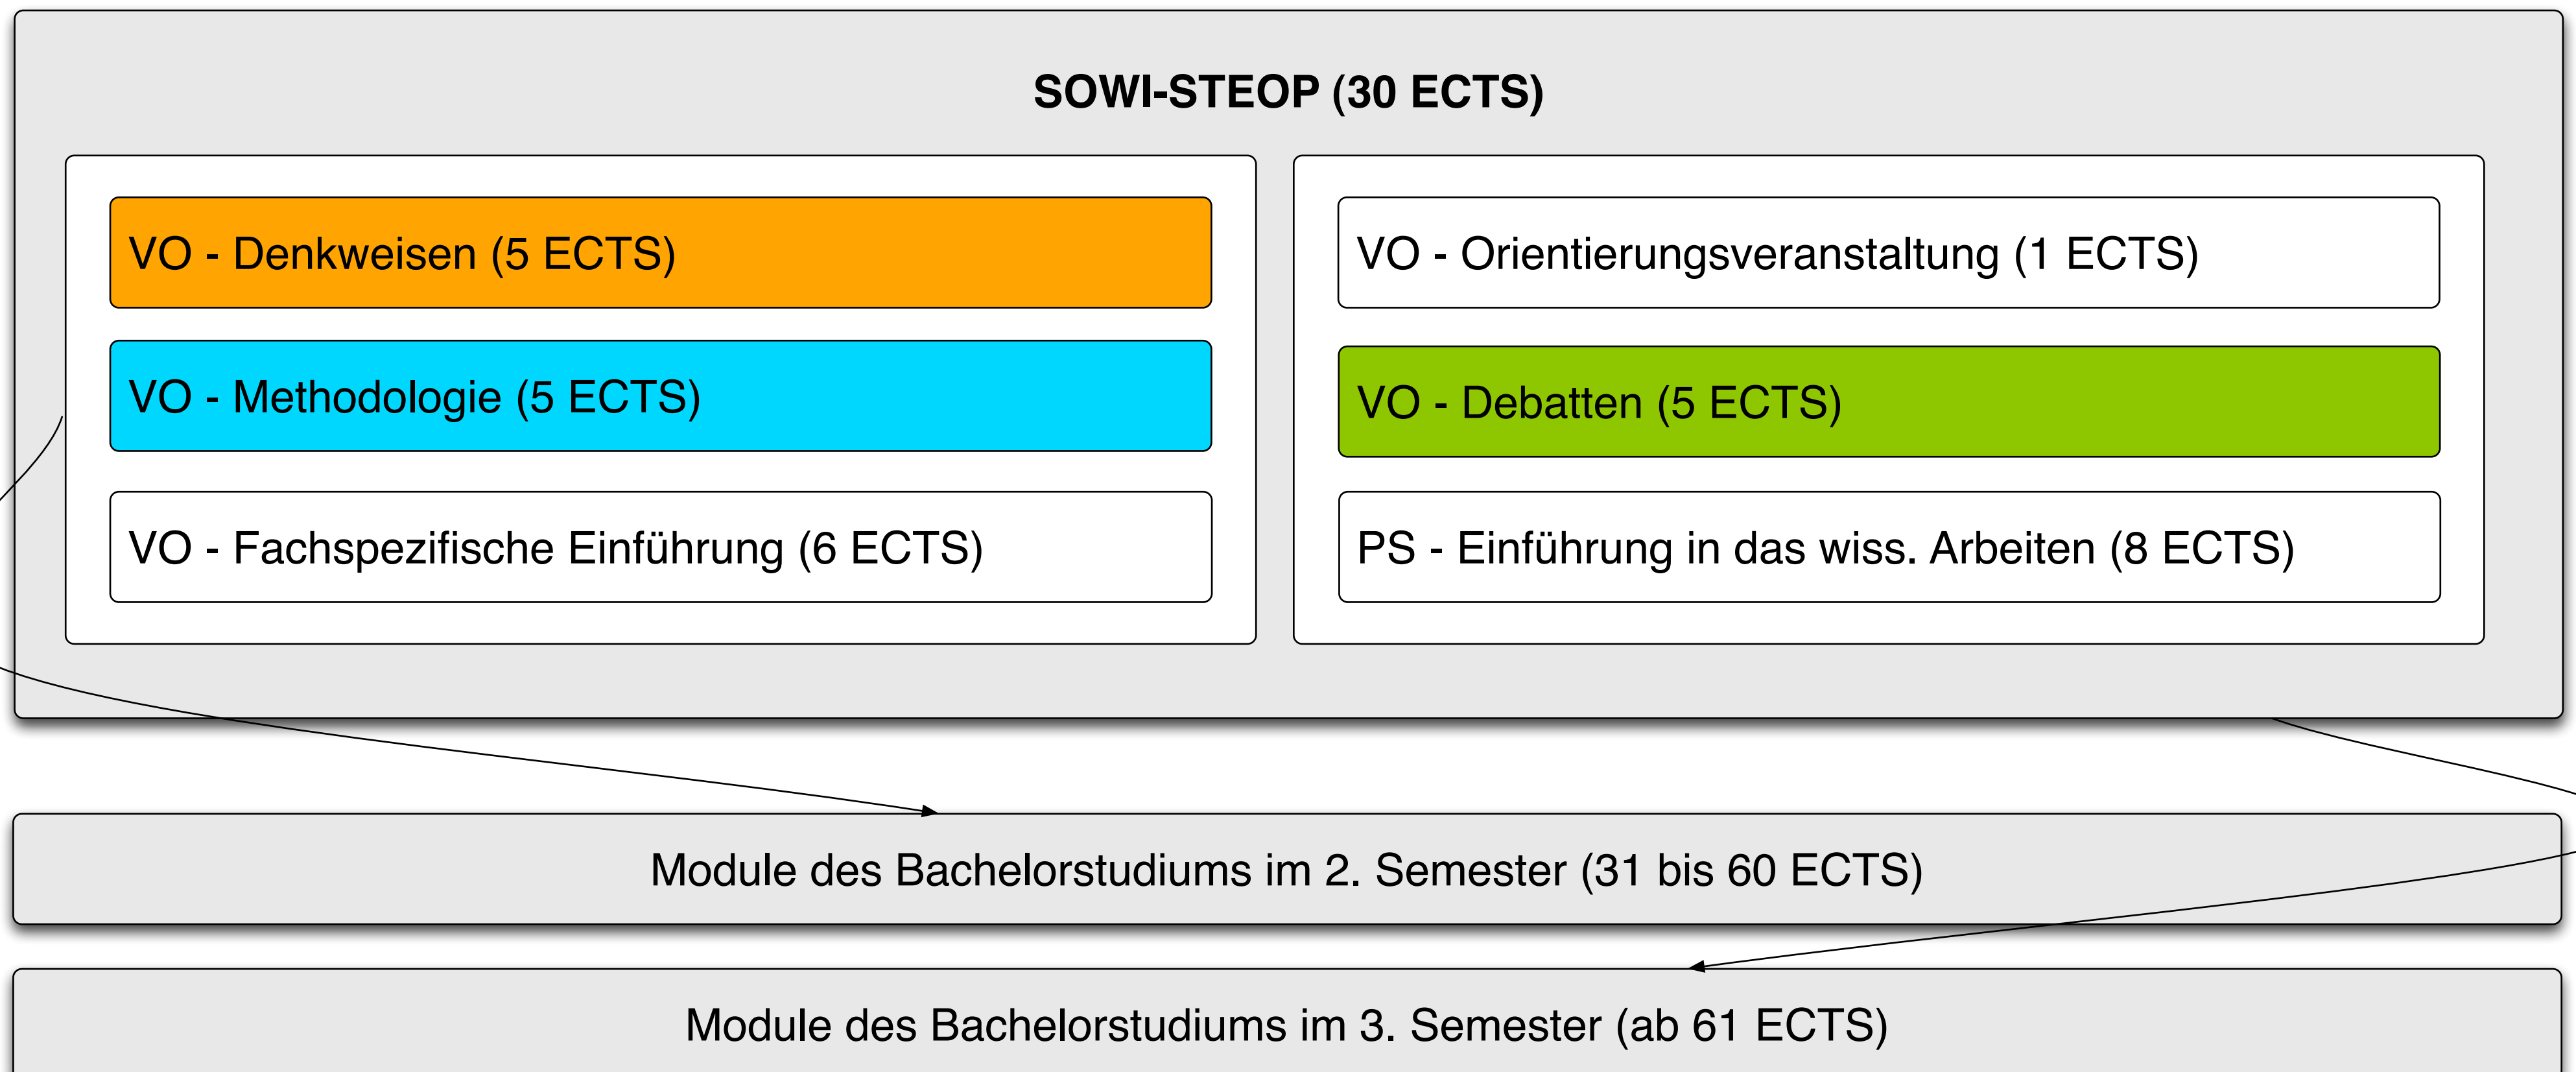 SOWI-STEOP (30 ECTS)
VO - Denkweisen (5 ECTS)
VO - Methodologie (5 ECTS)
VO - Fachspezifische Einführung (6 ECTS)
VO - Orientierungsveranstaltung (1 ECTS)
VO - Debatten (5 ECTS)
PS - Einführung in das wiss. Arbeiten (8 ECTS)
Module des Bachelorstudiums im 2. Semester (31 bis 60 ECTS)
Module des Bachelorstudiums im 3. Semester (ab 61 ECTS)